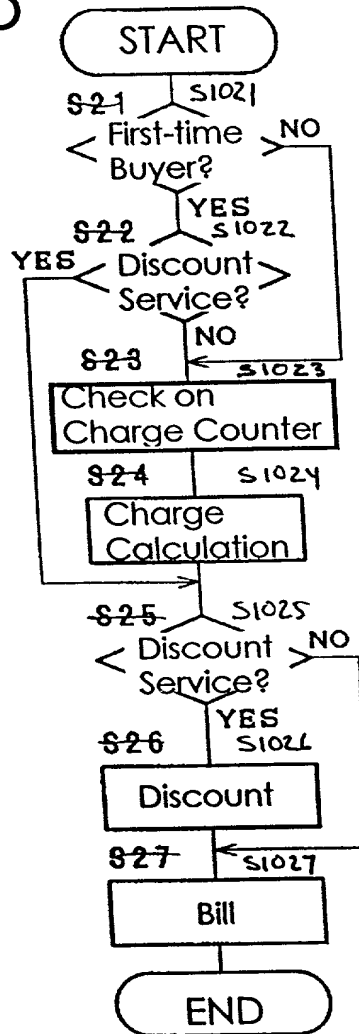 START
S21 S1021
First-time
Buyer?
NO
YES
S22 S1022
YES
Discount
Service?
NO
S23 S1023
Check on
Charge Counter
S24 S1024
Charge
Calculation
S25 S1025
Discount
Service?
NO
YES
S26 S1026
Discount
S27 S1027
Bill
END